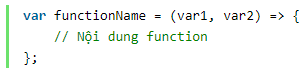 var functionName = (var1, var2) => {
    // Nội dung function
};